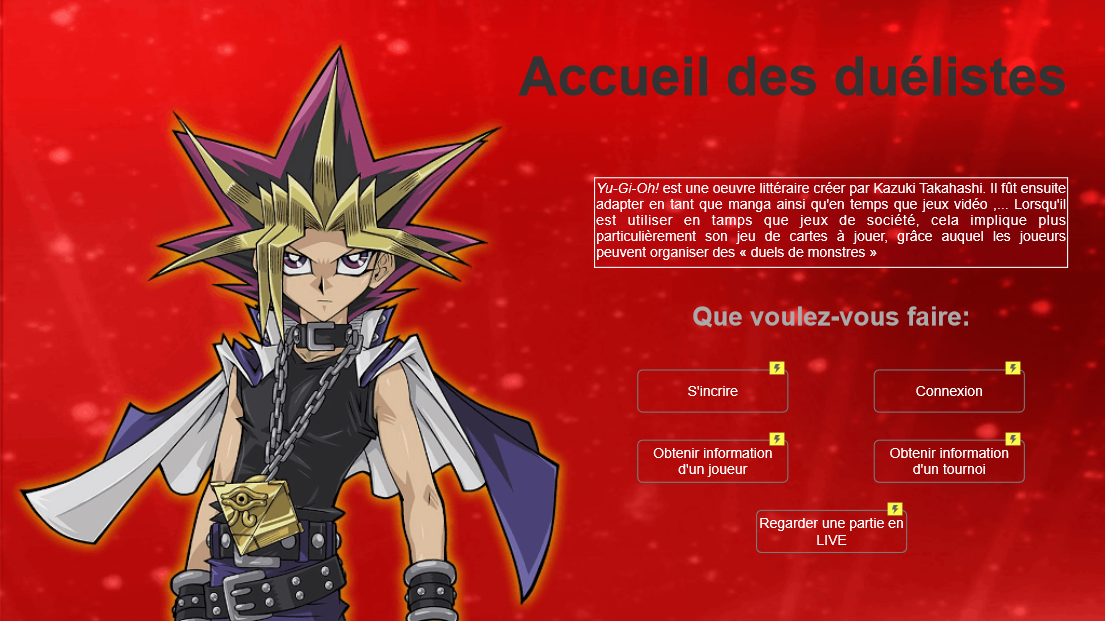 Accueil des duélistes
Yu-Gi-Oh! est une oeuvre littéraire créer par Kazuki Takahashi. Il fût ensuite
adapter en tant que manga ainsi qu'en temps que jeux vidéo ,... Lorsqu'il
est utiliser en tamps que jeux de société, cela implique plus
particulièrement son jeu de cartes à jouer, grâce auquel les joueurs
peuvent organiser des « duels de monstres »
Que voulez-vous faire:
S'incrire
Connexion
Obtenir information
d'un joueur
Obtenir information
d'un tournoi
Regarder une partie en
LIVE